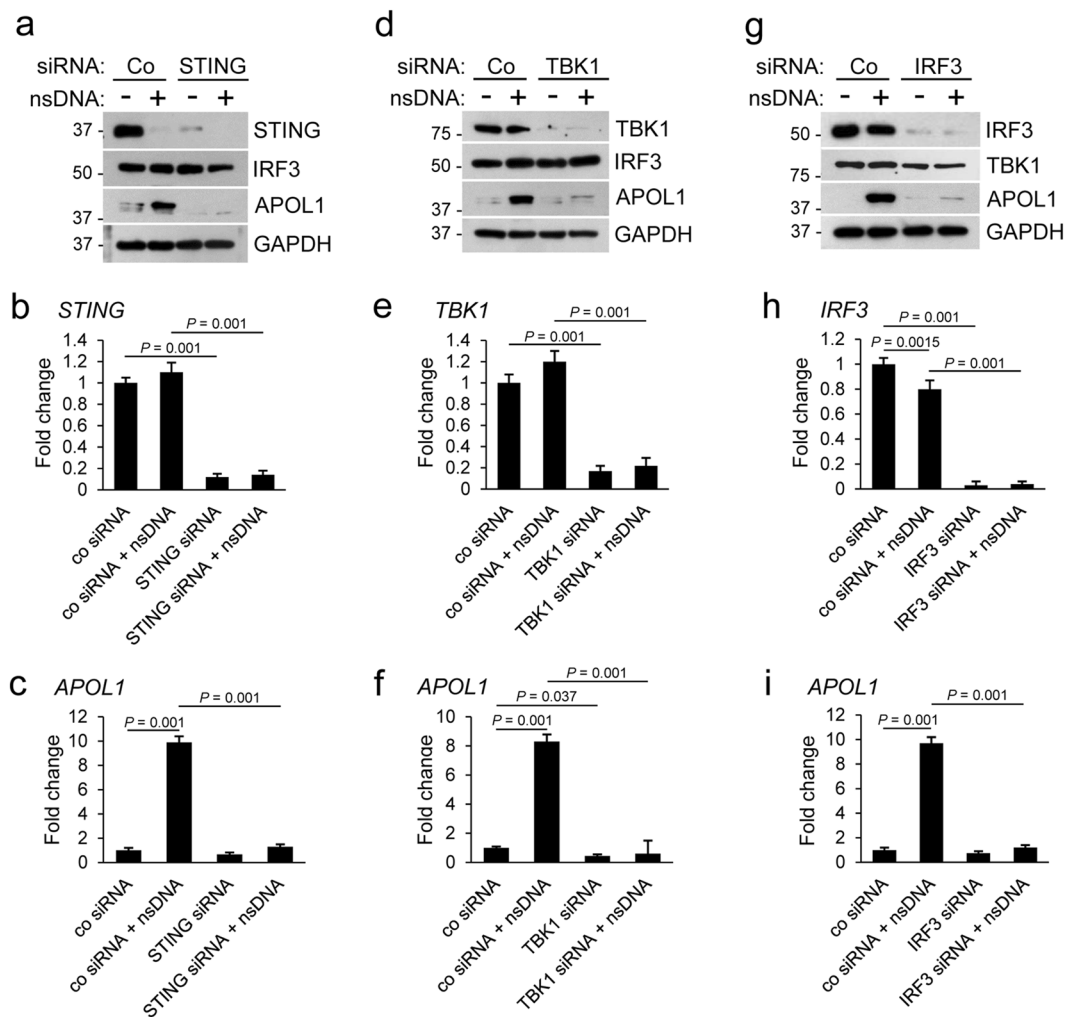 a
siRNA: Co STING
nsDNA: - + - +
37 - STING
50 - IRF3
37 - APOL1
37 - GAPDH
b STING
P = 0.001
P = 0.001
Fold change
1.4
1.2
1
0.8
0.6
0.4
0.2
0
co siRNA
co siRNA + nsDNA
STING siRNA
STING siRNA + nsDNA
c APOL1
P = 0.001
P = 0.001
Fold change
12
10
8
6
4
2
0
co siRNA
co siRNA + nsDNA
STING siRNA
STING siRNA + nsDNA
d
siRNA: Co TBK1
nsDNA: - + - +
75 - TBK1
50 - IRF3
37 - APOL1
37 - GAPDH
e TBK1
P = 0.001
P = 0.001
Fold change
1.4
1.2
1
0.8
0.6
0.4
0.2
0
co siRNA
co siRNA + nsDNA
TBK1 siRNA
TBK1 siRNA + nsDNA
f APOL1
P = 0.001
P = 0.037
P = 0.001
Fold change
10
8
6
4
2
0
co siRNA
co siRNA + nsDNA
TBK1 siRNA
TBK1 siRNA + nsDNA
g
siRNA: Co IRF3
nsDNA: - + - +
50 - IRF3
75 - TBK1
37 - APOL1
37 - GAPDH
h IRF3
P = 0.001
P = 0.0015
P = 0.001
Fold change
1.2
1
0.8
0.6
0.4
0.2
0
co siRNA
co siRNA + nsDNA
IRF3 siRNA
IRF3 siRNA + nsDNA
i APOL1
P = 0.001
P = 0.001
Fold change
12
10
8
6
4
2
0
co siRNA
co siRNA + nsDNA
IRF3 siRNA
IRF3 siRNA + nsDNA